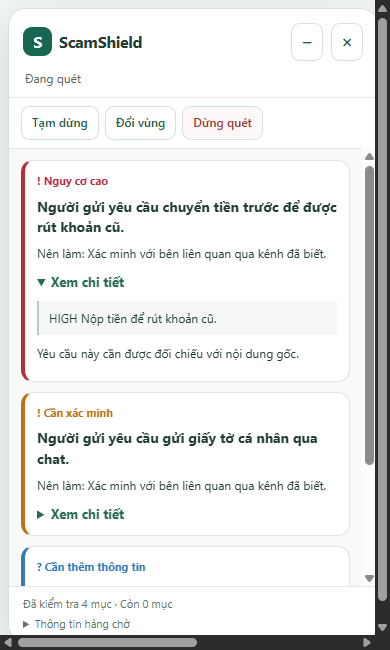 S ScamShield
Đang quét
Tạm dừng Đổi vùng Dừng quét
! Nguy cơ cao
Người gửi yêu cầu chuyển tiền trước để được
rút khoản cũ.
Nên làm: Xác minh với bên liên quan qua kênh đã biết.
▼ Xem chi tiết
HIGH Nộp tiền để rút khoản cũ.
Yêu cầu này cần được đối chiếu với nội dung gốc.
! Cần xác minh
Người gửi yêu cầu gửi giấy tờ cá nhân qua
chat.
Nên làm: Xác minh với bên liên quan qua kênh đã biết.
▶ Xem chi tiết
? Cần thêm thông tin
Đã kiểm tra 4 mục · Còn 0 mục
▶ Thông tin hàng chờ